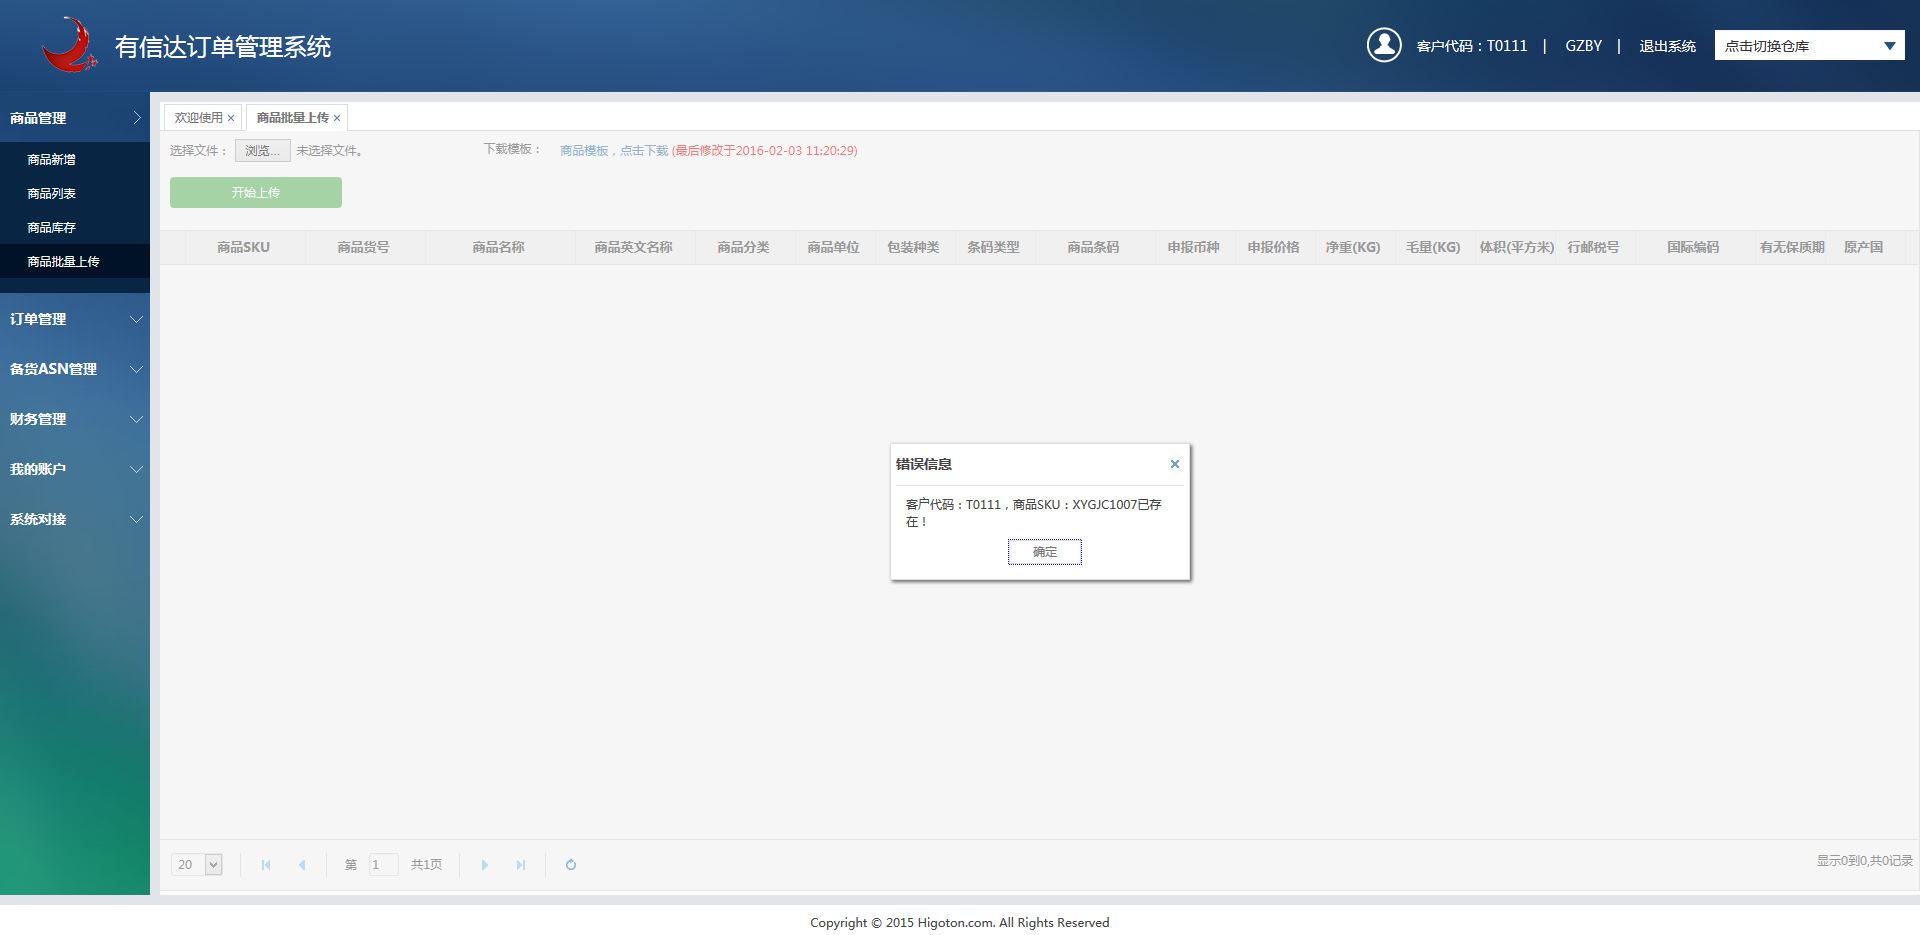 有信达订单管理系统
客户代码：T0111 | GZBY | 退出系统 点击切换仓库
商品管理
商品新增
商品列表
商品库存
商品批量上传
订单管理
备货ASN管理
财务管理
我的账户
系统对接
欢迎使用 × 商品批量上传 ×
选择文件： 浏览... 未选择文件。 下载模板： 商品模板，点击下载 (最后修改于2016-02-03 11:20:29)
开始上传
商品SKU 商品货号 商品名称 商品英文名称 商品分类 商品单位 包装种类 条码类型 商品条码 申报币种 申报价格 净重(KG) 毛量(KG) 体积(平方米) 行邮税号 国际编码 有无保质期 原产国
错误信息 ×
客户代码：T0111，商品SKU：XYGJC1007已存
在！
确定
20 第 1 共1页 显示0到0,共0记录
Copyright © 2015 Higoton.com. All Rights Reserved